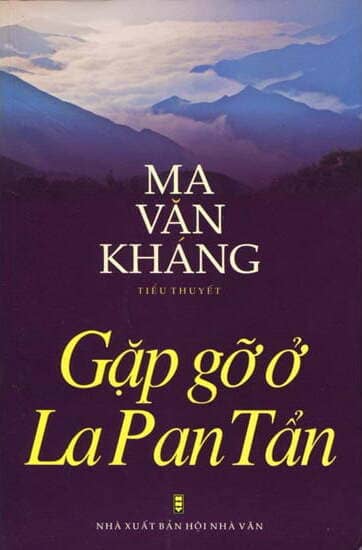 MA
VĂN
KHÁNG
TIỂU THUYẾT
Gặp gỡ ở
La Pan Tẩn
NHÀ XUẤT BẢN HỘI NHÀ VĂN